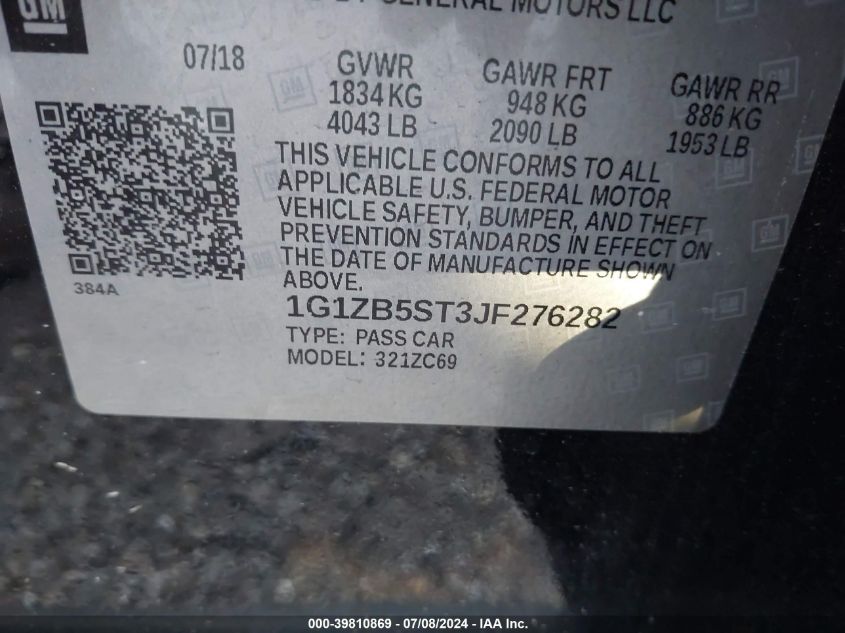 GM
GENERAL MOTORS LLC
07/18
GVWR
1834 KG
4043 LB
GAWR FRT
948 KG
2090 LB
GAWR RR
886 KG
1953 LB
THIS VEHICLE CONFORMS TO ALL
APPLICABLE U.S. FEDERAL MOTOR
VEHICLE SAFETY, BUMPER, AND THEFT
PREVENTION STANDARDS IN EFFECT ON
THE DATE OF MANUFACTURE SHOWN
ABOVE.
384A
1G1ZB5ST3JF276282
TYPE: PASS CAR
MODEL: 321ZC69
000-39810869 / 07/08/2024 - IAA Inc.